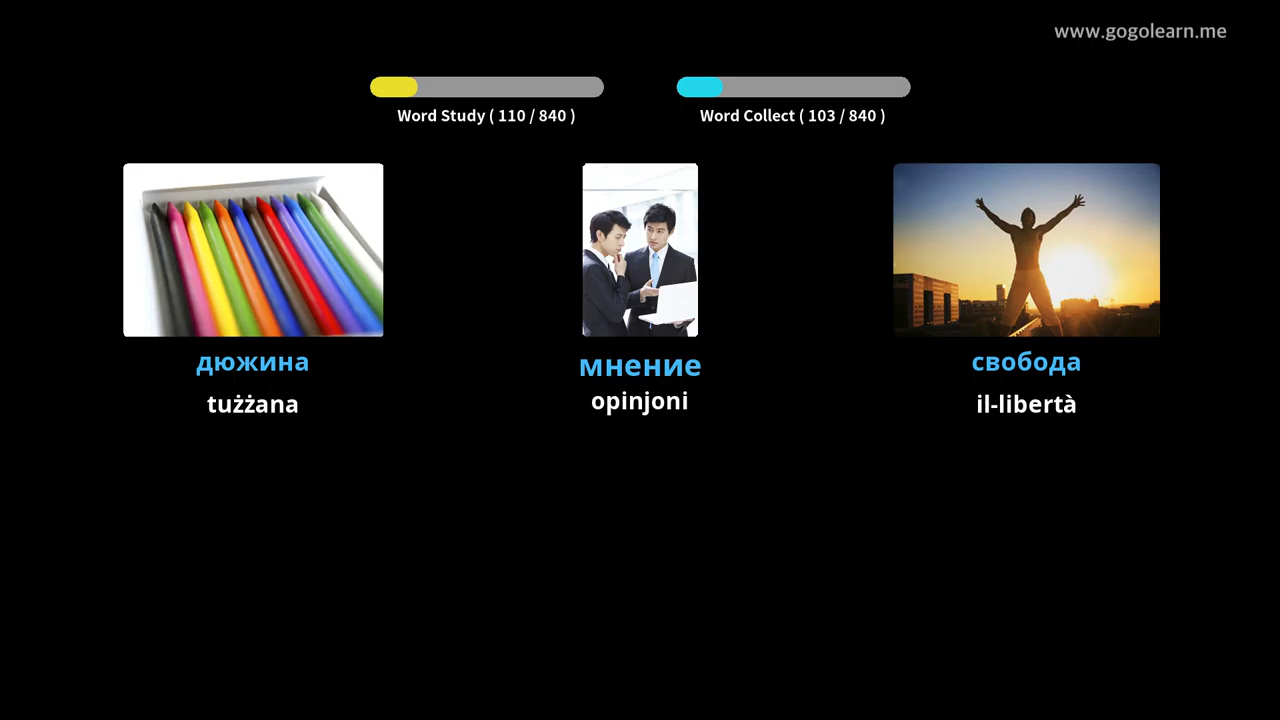 www.gogolearn.me
Word Study ( 110 / 840 )
Word Collect ( 103 / 840 )
дюжина
tużżana
мнение
opinjoni
свобода
il-libertà